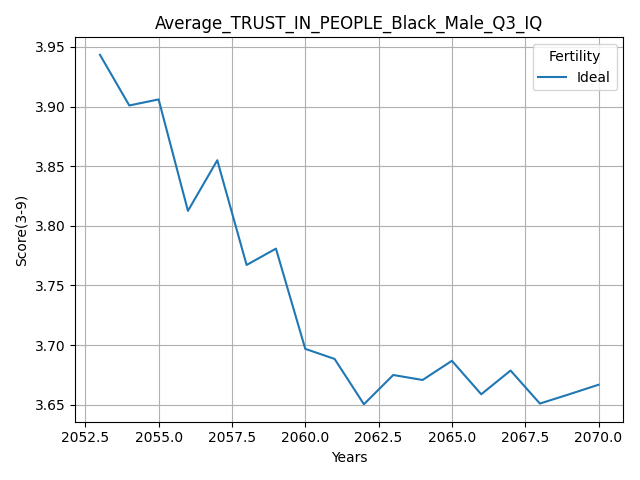 Average_TRUST_IN_PEOPLE_Black_Male_Q3_IQ
Fertility
Ideal
3.95
3.90
3.85
3.80
3.75
3.70
3.65
Score(3-9)
2052.5 2055.0 2057.5 2060.0 2062.5 2065.0 2067.5 2070.0
Years